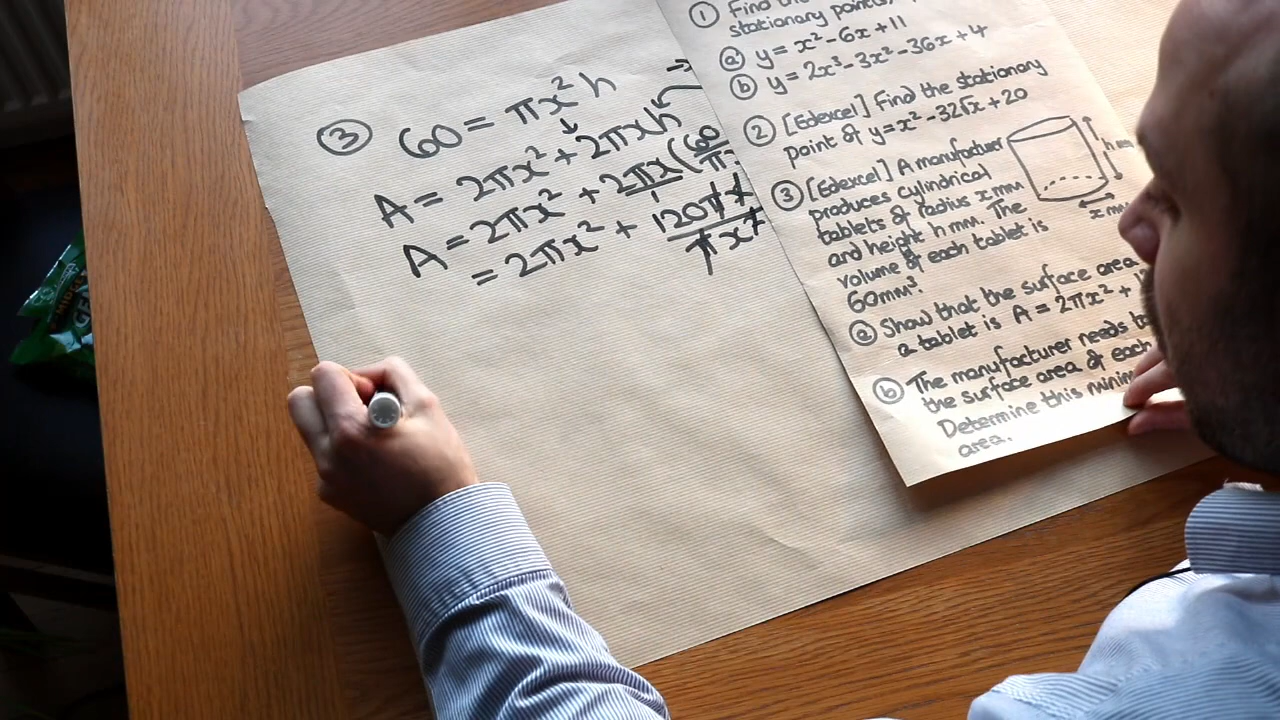 ③ 60 = πx²h
A = 2πx² + 2πxh
A = 2πx² + 2πx(60/π
= 2πx² + 120πx/πx²
⇒
① Find the
stationary point(s)
ⓐ y = x² - 6x + 11
ⓑ y = 2x³ - 3x² - 36x + 4
② [Edexcel] Find the stationary
point of y = x² - 32√x + 20
③ [Edexcel] A manufacturer
produces cylindrical
tablets of radius x mm
and height h mm. The
volume of each tablet is
60mm³.
h mm
x mm
ⓐ Show that the surface area
a tablet is A = 2πx² +
ⓑ The manufacturer needs to
the surface area of each
Determine this minim
area.